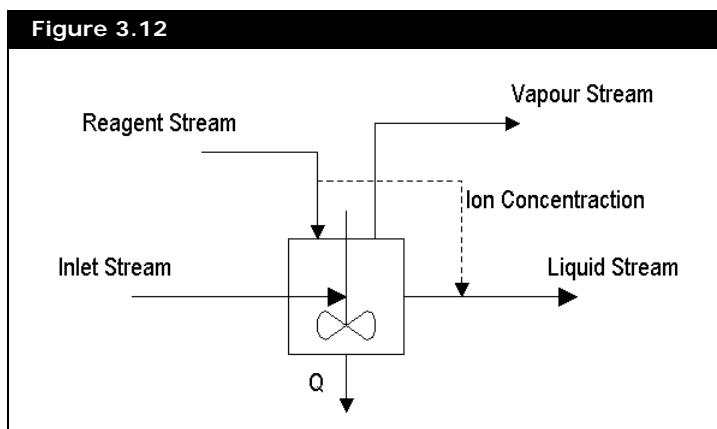 Figure 3.12
Vapour Stream
Reagent Stream
Ion Concentraction
Inlet Stream
Liquid Stream
Q